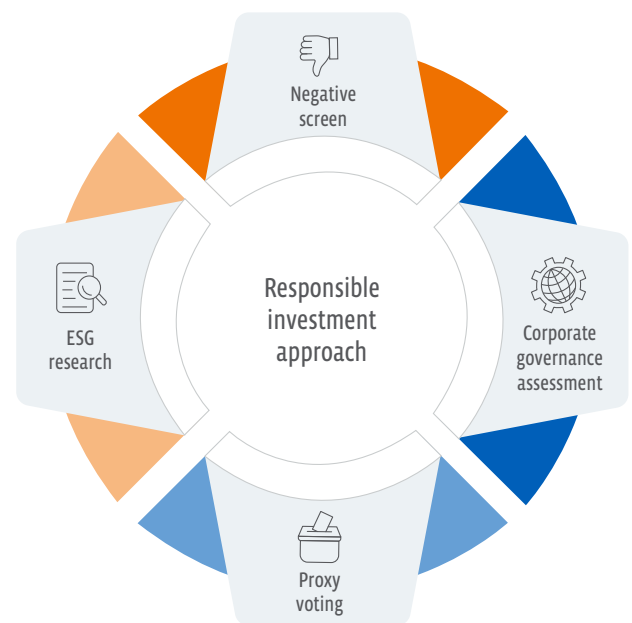 Negative
screen
Responsible
investment
approach
Corporate
governance
assessment
ESG
research
Proxy
voting